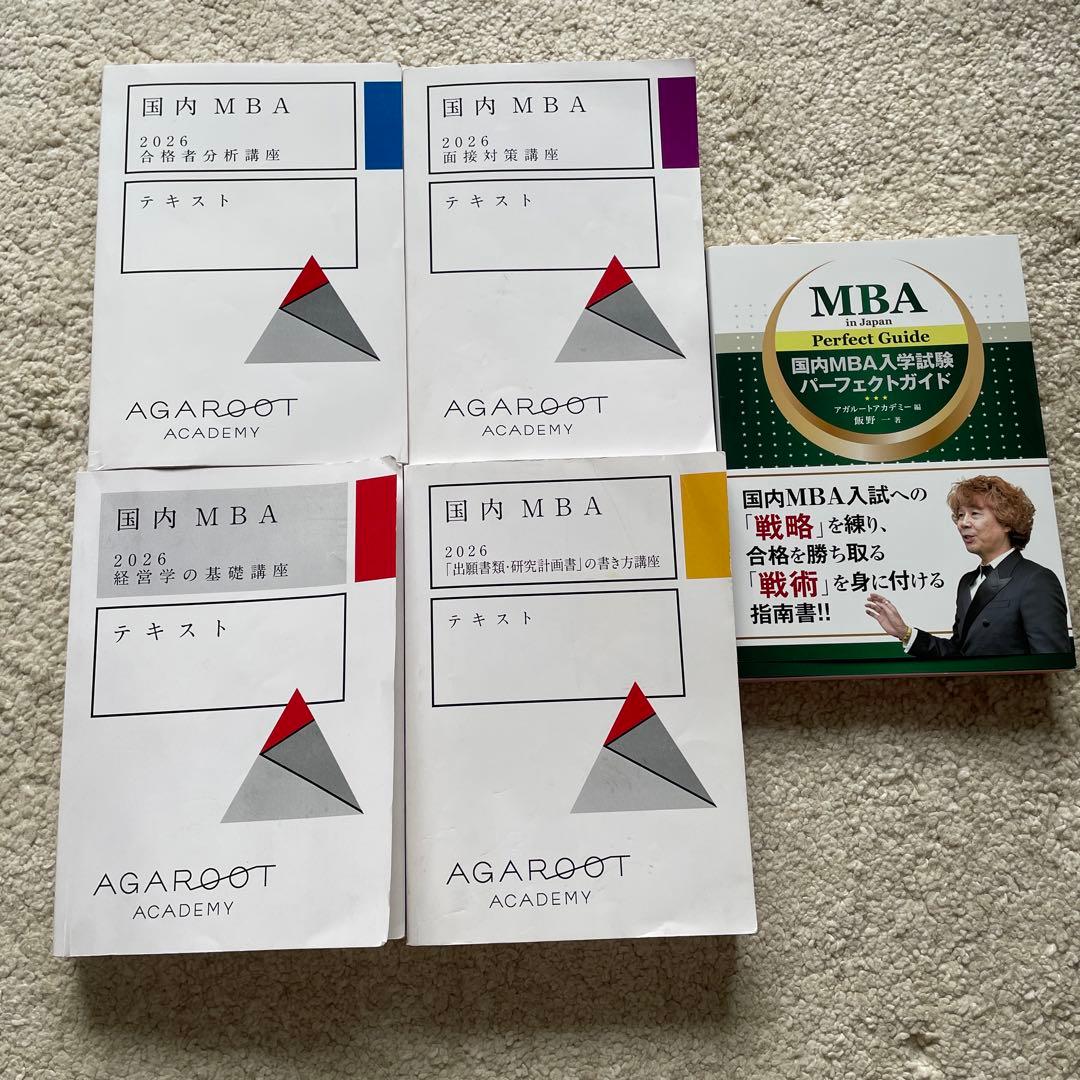 国内MBA
2026
合格者分析講座
テキスト
AGAROOT
ACADEMY
国内MBA
2026
面接対策講座
テキスト
AGAROOT
ACADEMY
国内MBA
2026
経営学の基礎講座
テキスト
AGAROOT
ACADEMY
国内MBA
2026
「出願書類・研究計画書」の書き方講座
テキスト
AGAROOT
ACADEMY
MBA
in Japan
Perfect Guide
国内MBA入学試験
パーフェクトガイド
★★★
アガルートアカデミー 編
飯野 一 著
国内MBA入試への
「戦略」を練り、
合格を勝ち取る
「戦術」を身に付ける
指南書!!